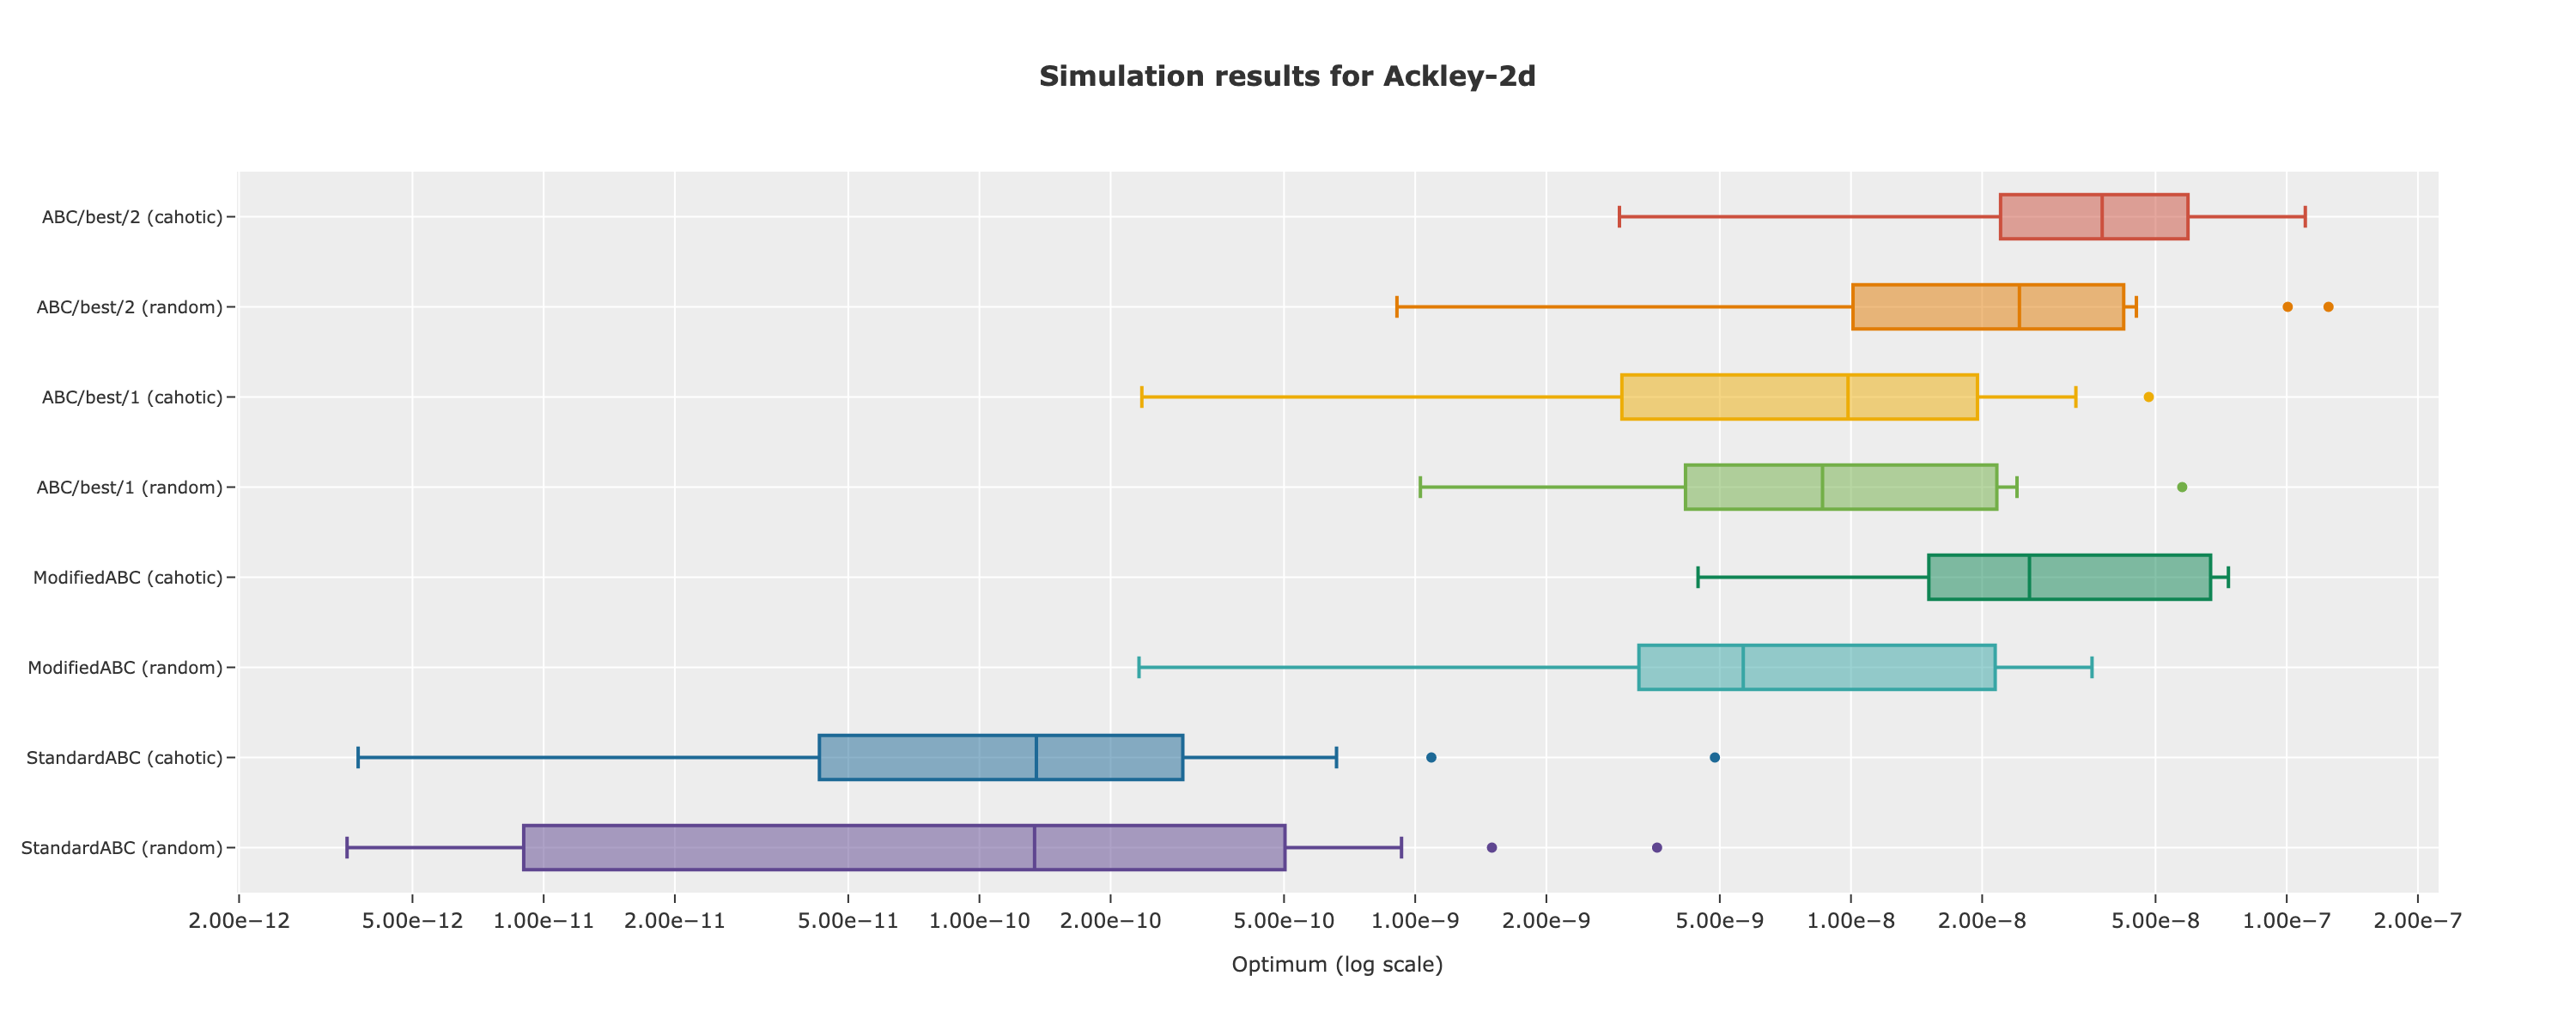 Simulation results for Ackley-2d
ABC/best/2 (cahotic)
ABC/best/2 (random)
ABC/best/1 (cahotic)
ABC/best/1 (random)
ModifiedABC (cahotic)
ModifiedABC (random)
StandardABC (cahotic)
StandardABC (random)
2.00e−12 5.00e−12 1.00e−11 2.00e−11 5.00e−11 1.00e−10 2.00e−10 5.00e−10 1.00e−9 2.00e−9 5.00e−9 1.00e−8 2.00e−8 5.00e−8 1.00e−7 2.00e−7
Optimum (log scale)